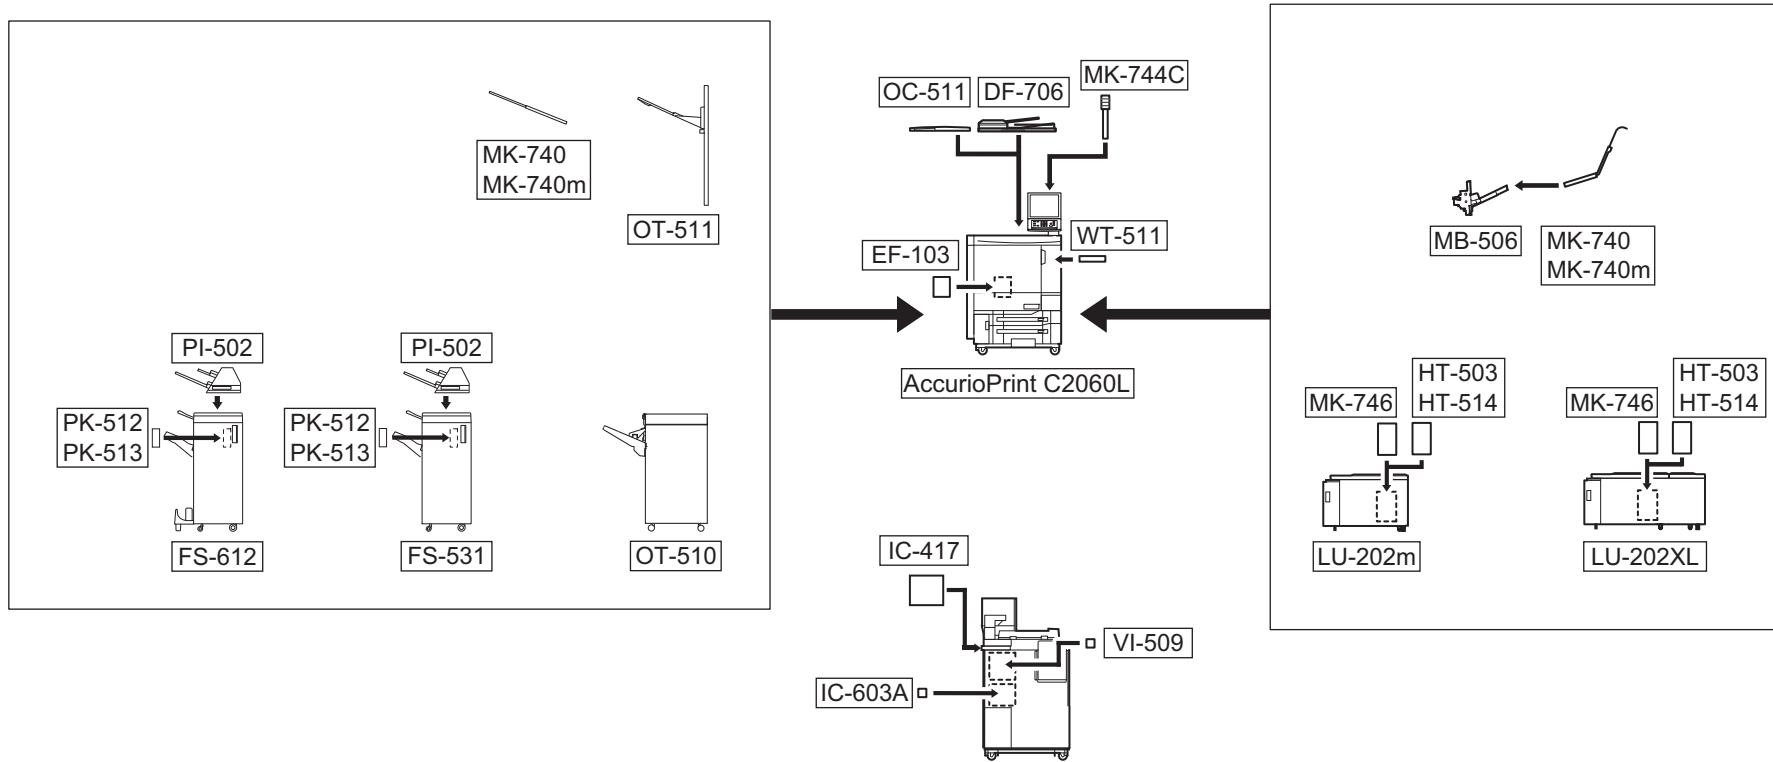 MK-740
MK-740m
OT-511
PI-502
PI-502
PK-512
PK-513
PK-512
PK-513
FS-612
FS-531
OT-510
OC-511
DF-706
MK-744C
EF-103
WT-511
AccurioPrint C2060L
IC-417
VI-509
IC-603A
MB-506
MK-740
MK-740m
MK-746
HT-503
HT-514
MK-746
HT-503
HT-514
LU-202m
LU-202XL